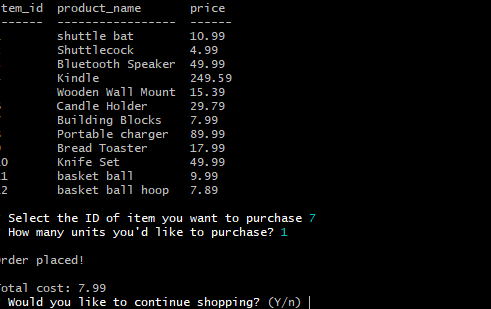 tem_id product_name price
------ ----------------- ------
shuttle bat 10.99
Shuttlecock 4.99
Bluetooth Speaker 49.99
Kindle 249.59
Wooden Wall Mount 15.39
Candle Holder 29.79
Building Blocks 7.99
Portable charger 89.99
Bread Toaster 17.99
10 Knife Set 49.99
11 basket ball 9.99
12 basket ball hoop 7.89
Select the ID of item you want to purchase 7
How many units you'd like to purchase? 1
rder placed!
otal cost: 7.99
Would you like to continue shopping? (Y/n)